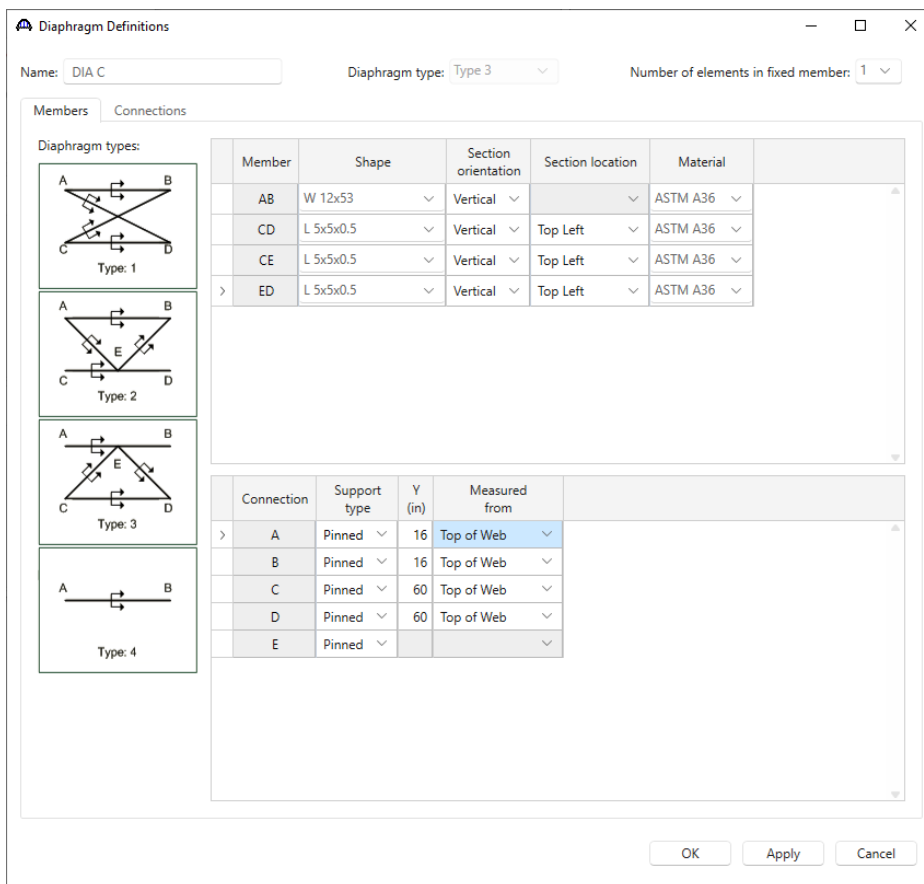 Diaphragm Definitions
Name: DIA C Diaphragm type: Type 3 Number of elements in fixed member: 1
Members Connections
Diaphragm types:
A B
C D
Type: 1
A B
E
C D
Type: 2
A B
E
C D
Type: 3
A B
Type: 4
Member Shape Section orientation Section location Material
AB W 12x53 Vertical ASTM A36
CD L 5x5x0.5 Vertical Top Left ASTM A36
CE L 5x5x0.5 Vertical Top Left ASTM A36
ED L 5x5x0.5 Vertical Top Left ASTM A36
Connection Support type Y (in) Measured from
A Pinned 16 Top of Web
B Pinned 16 Top of Web
C Pinned 60 Top of Web
D Pinned 60 Top of Web
E Pinned
OK Apply Cancel